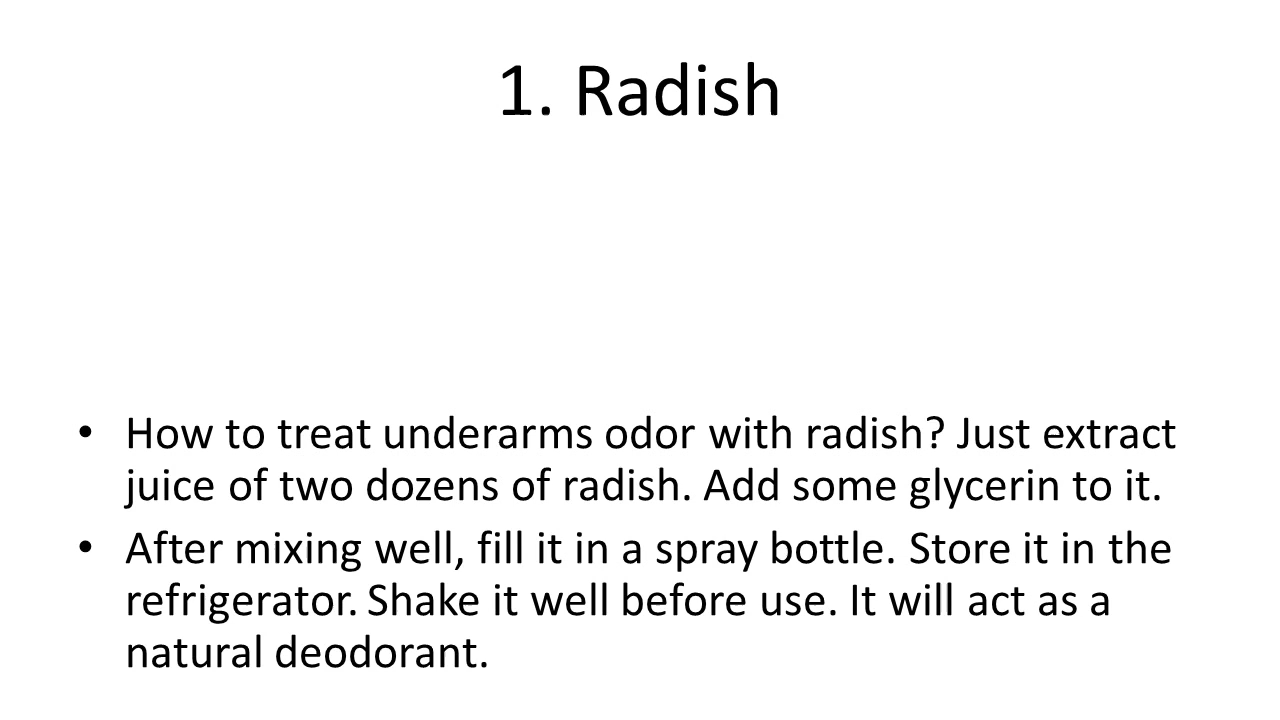 1. Radish
• How to treat underarms odor with radish? Just extract
juice of two dozens of radish. Add some glycerin to it.
• After mixing well, fill it in a spray bottle. Store it in the
refrigerator. Shake it well before use. It will act as a
natural deodorant.